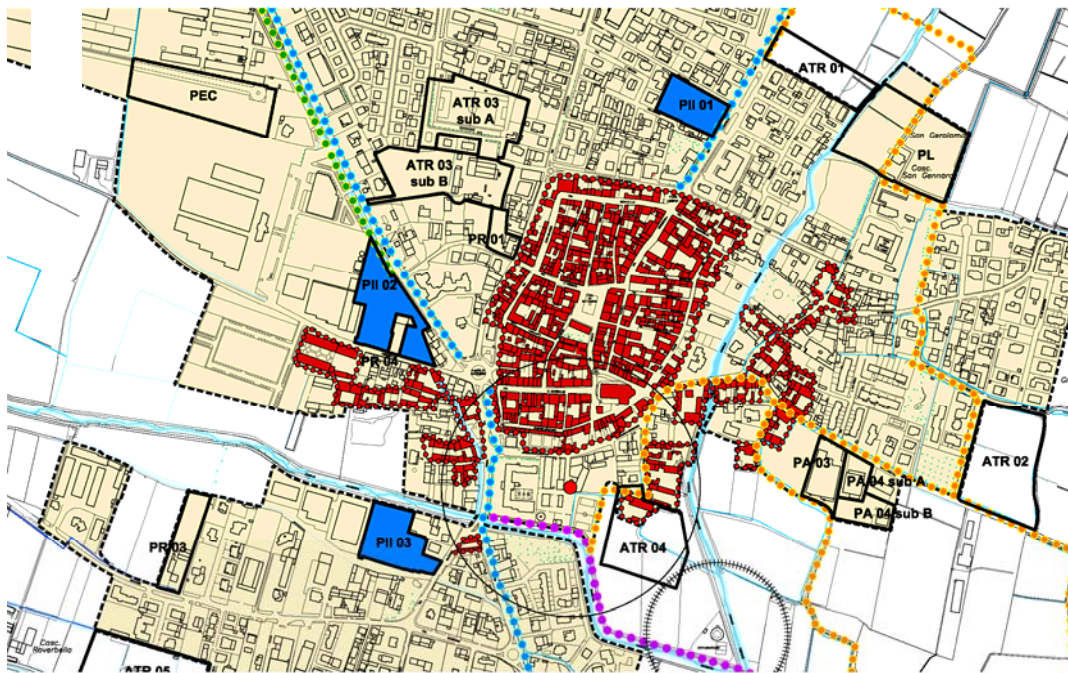 ATR 01
PEC
ATR 03
sub A
PII 01
San Gerolamo
PL
Casc.
San Gennaro
ATR 03
sub B
PR 01
PII 02
PR 04
PA 03
PA 04 sub A
ATR 02
PA 04 sub B
PII 03
PR 03
ATR 04
Casc.
Roverbella
ATR 05